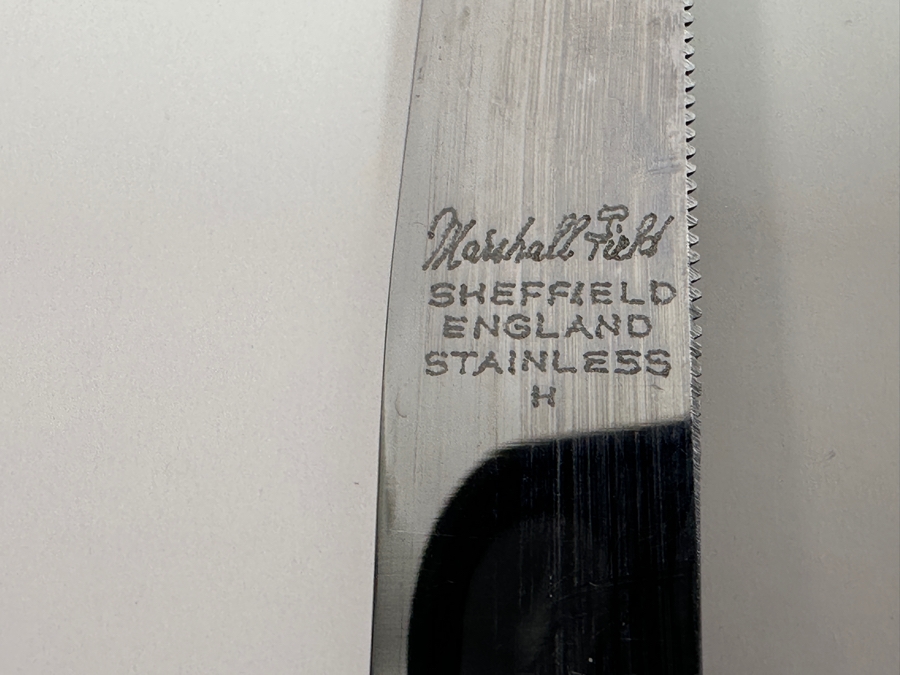 Marshall Field
SHEFFIELD
ENGLAND
STAINLESS
H